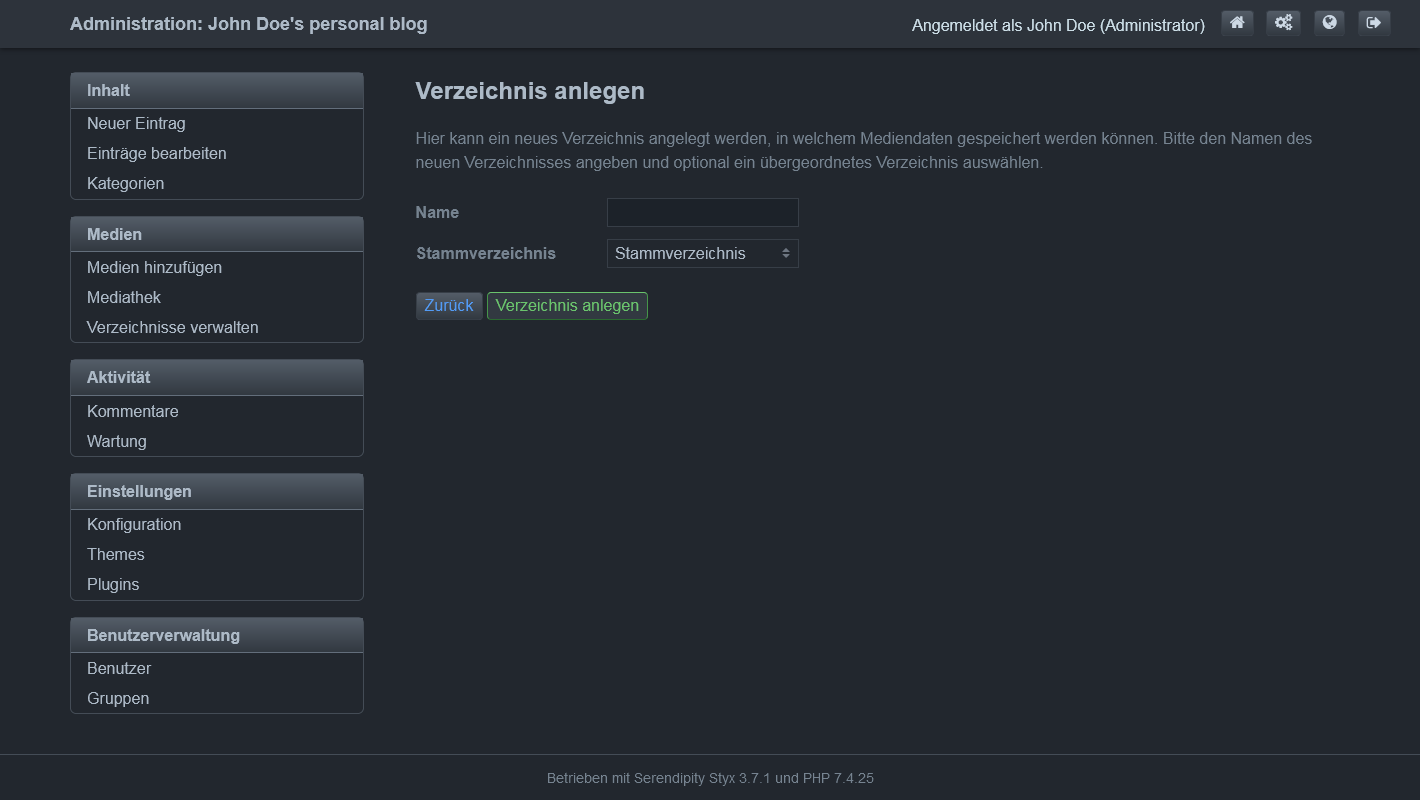 Administration: John Doe's personal blog
Angemeldet als John Doe (Administrator)
Inhalt
Neuer Eintrag
Einträge bearbeiten
Kategorien
Medien
Medien hinzufügen
Mediathek
Verzeichnisse verwalten
Aktivität
Kommentare
Wartung
Einstellungen
Konfiguration
Themes
Plugins
Benutzerverwaltung
Benutzer
Gruppen
Verzeichnis anlegen
Hier kann ein neues Verzeichnis angelegt werden, in welchem Mediendaten gespeichert werden können. Bitte den Namen des
neuen Verzeichnisses angeben und optional ein übergeordnetes Verzeichnis auswählen.
Name
Stammverzeichnis Stammverzeichnis
Zurück Verzeichnis anlegen
Betrieben mit Serendipity Styx 3.7.1 und PHP 7.4.25